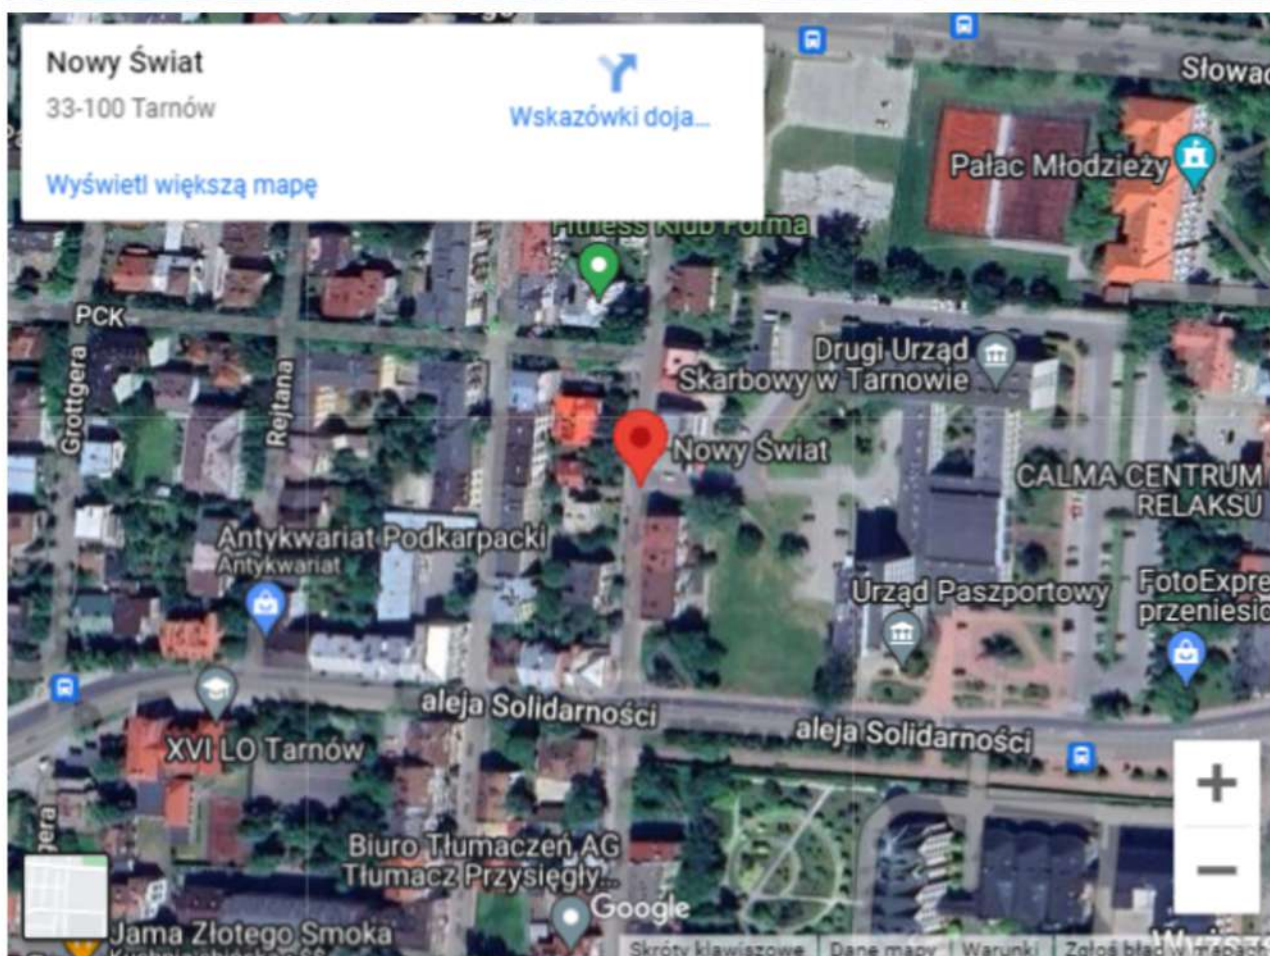 Nowy Świat
33-100 Tarnów
Wskazówki doja...
Wyświetl większą mapę
Słowac
Pałac Młodzieży
Fitness Klub Forma
PCK
Drugi Urząd
Skarbowy w Tarnowie
Grottgera
Rejtana
Nowy Świat
CALMA CENTRUM
RELAKSU
Antykwariat Podkarpacki
Antykwariat
Urząd Paszportowy
FotoExpre
przeniesio
aleja Solidarności
aleja Solidarności
XVI LO Tarnów
gera
Biuro Tłumaczeń AG
Tłumacz Przysięgły...
Google
Jama Złotego Smoka
Skróty klawiszowe
Dane mapy
Warunki
Zgłoś błąd w mapach